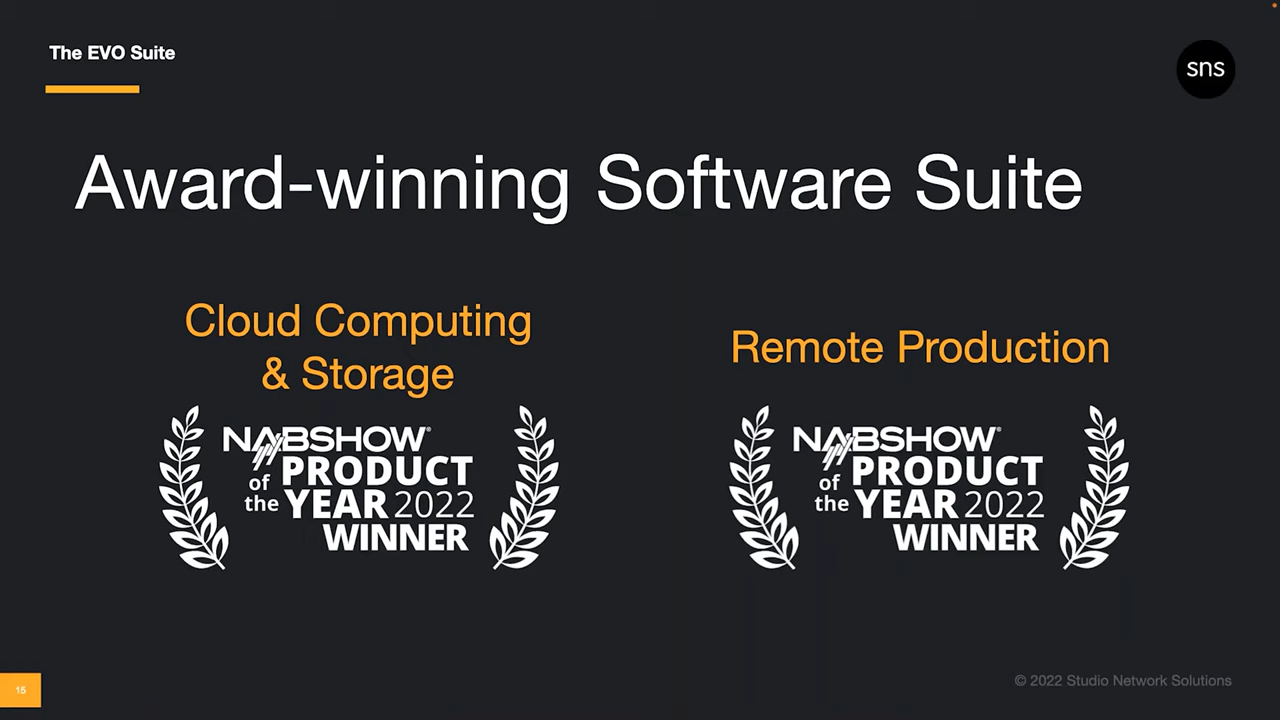 The EVO Suite
sns
Award-winning Software Suite
Cloud Computing
& Storage
NABSHOW®
of PRODUCT
the YEAR 2022
WINNER
Remote Production
NABSHOW®
of PRODUCT
the YEAR 2022
WINNER
15
© 2022 Studio Network Solutions